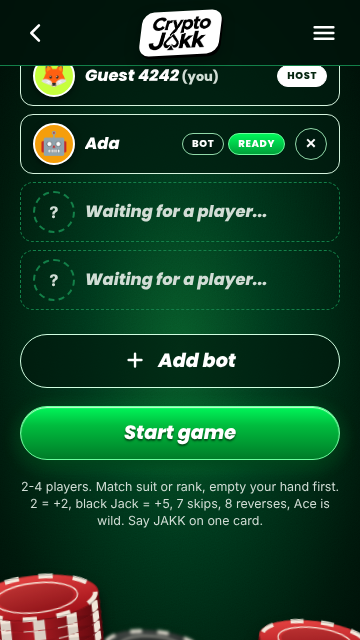 Crypto
Jakk
Guest 4242 (you)
HOST
Ada
BOT
READY
?
Waiting for a player...
?
Waiting for a player...
Add bot
Start game
2-4 players. Match suit or rank, empty your hand first.
2 = +2, black Jack = +5, 7 skips, 8 reverses, Ace is
wild. Say JAKK on one card.